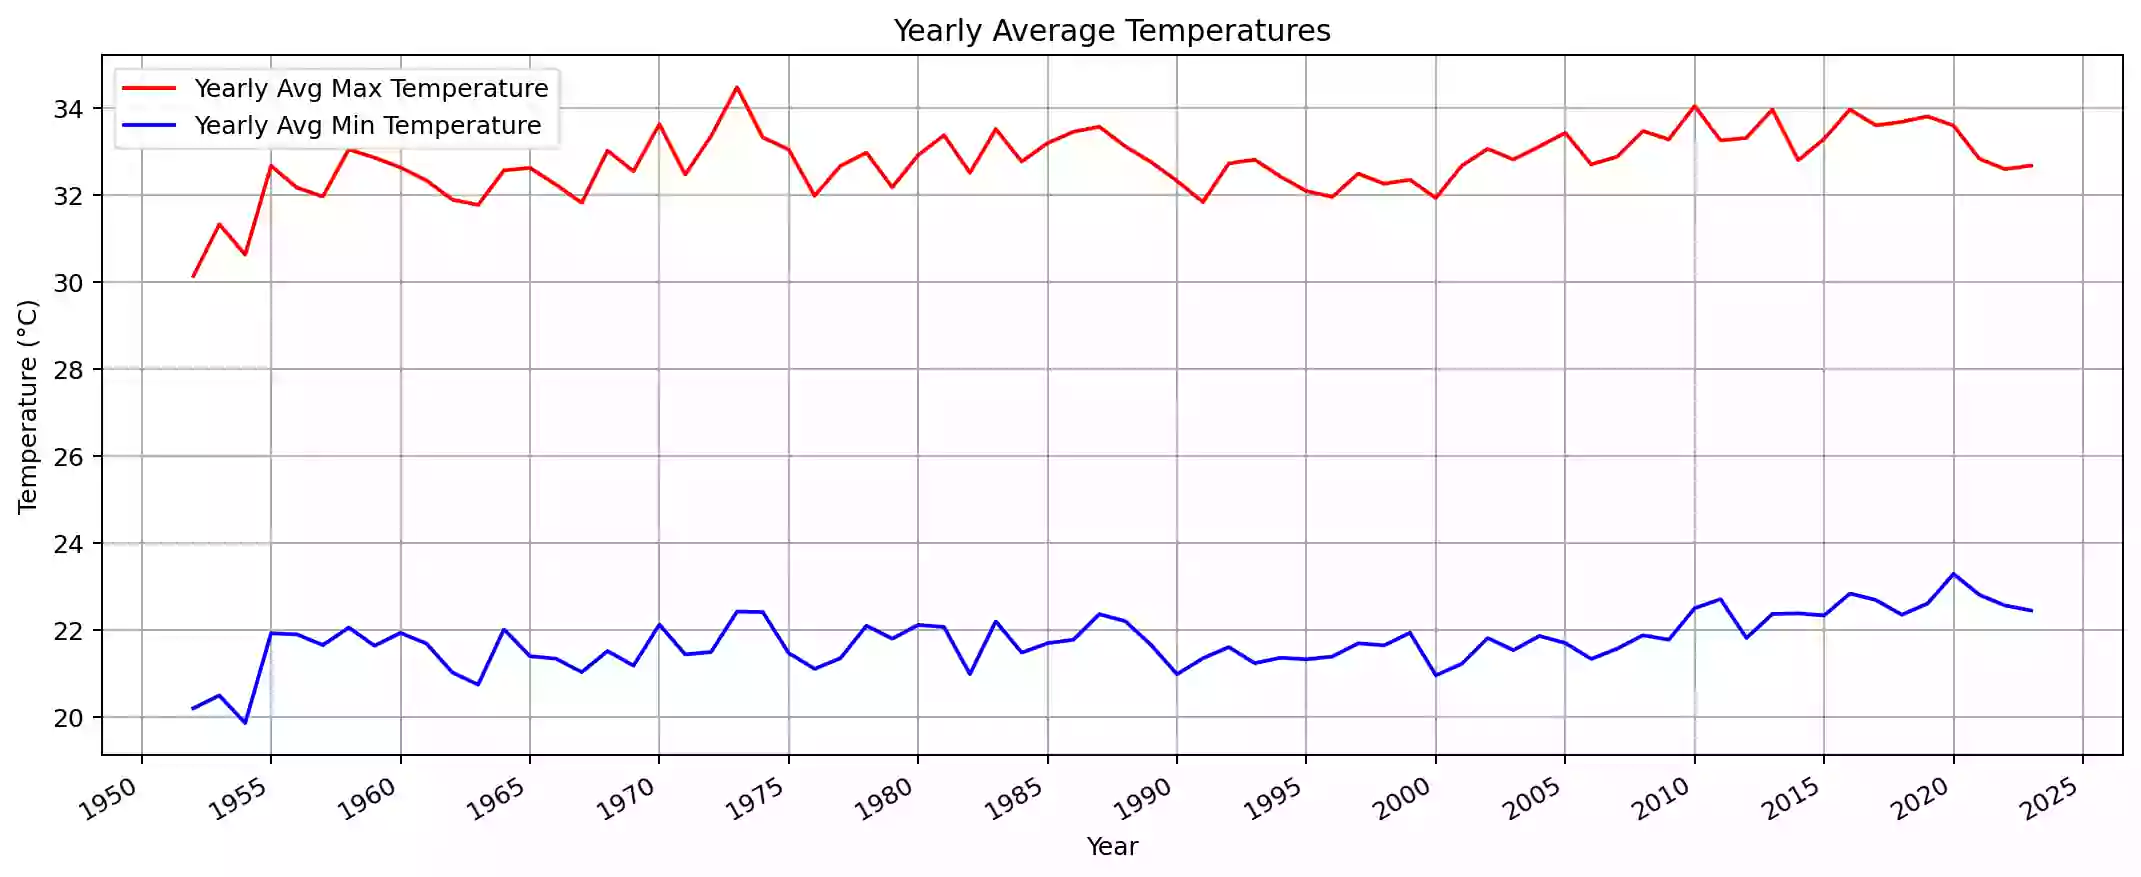 Yearly Average Temperatures
Yearly Avg Max Temperature
Yearly Avg Min Temperature
34
32
30
28
26
24
22
20
Temperature (°C)
1950 1955 1960 1965 1970 1975 1980 1985 1990 1995 2000 2005 2010 2015 2020 2025
Year